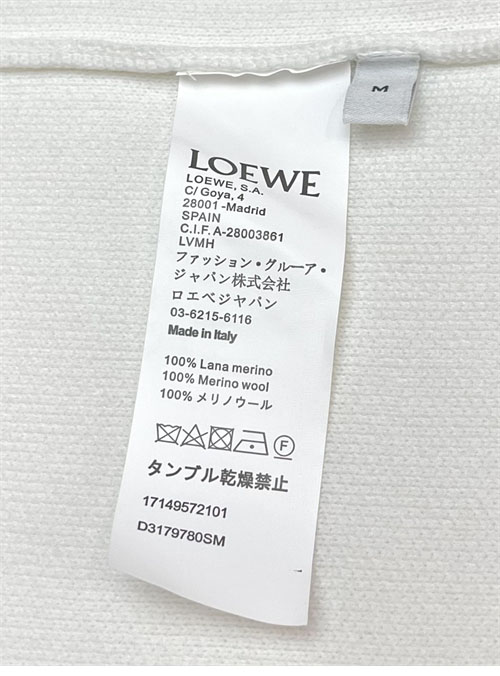 M
LOEWE
LOEWE, S.A.
C/ Goya, 4
28001 -Madrid
SPAIN
C.I.F. A-28003861
LVMH
ファッション・グルーア・
ジャパン株式会社
ロエベジャパン
03-6215-6116
Made in Italy
100% Lana merino
100% Merino wool
100% メリノウール
F
タンブル乾燥禁止
17149572101
D3179780SM